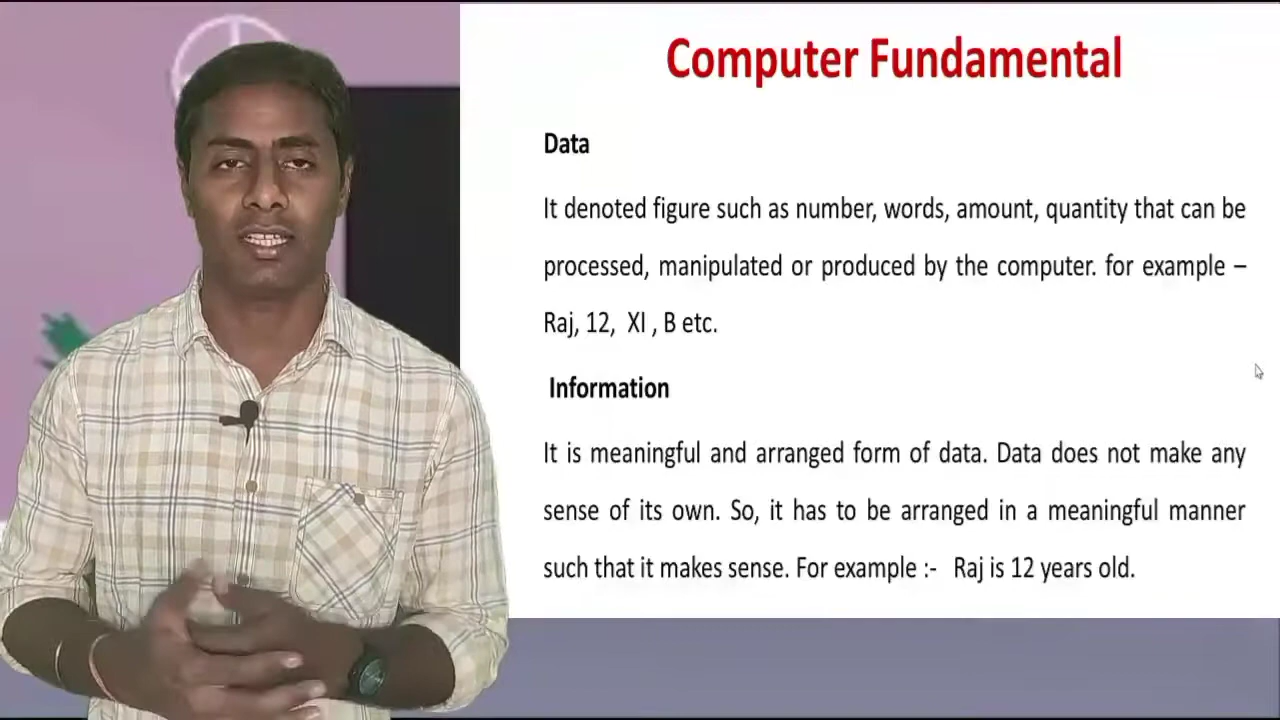 Computer Fundamental
Data
It denoted figure such as number, words, amount, quantity that can be
processed, manipulated or produced by the computer. for example –
Raj, 12, XI , B etc.
Information
It is meaningful and arranged form of data. Data does not make any
sense of its own. So, it has to be arranged in a meaningful manner
such that it makes sense. For example :- Raj is 12 years old.